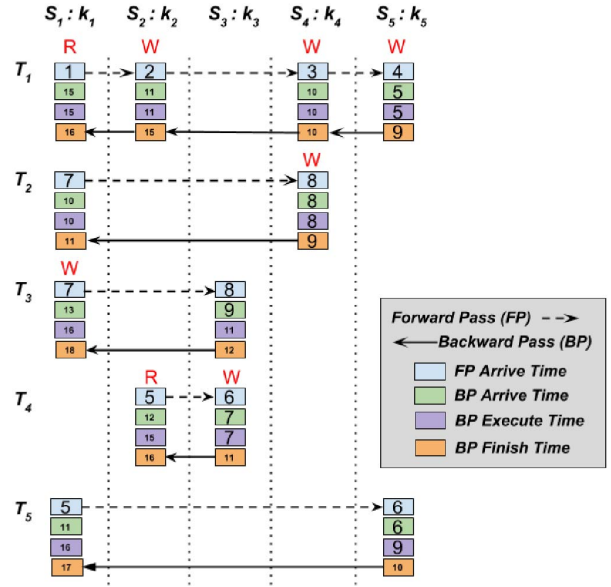 S1 : k1 S2 : k2 S3 : k3 S4 : k4 S5 : k5
R W W W
T1 1 2 3 4
15 11 10 5
15 11 10 5
16 15 10 9
W
T2 7 8
10 8
10 8
11 9
W
T3 7 8
13 9
16 11
18 12
R W
T4 5 6
12 7
15 7
16 11
T5 5 6
11 6
16 9
17 10
Forward Pass (FP)
Backward Pass (BP)
FP Arrive Time
BP Arrive Time
BP Execute Time
BP Finish Time